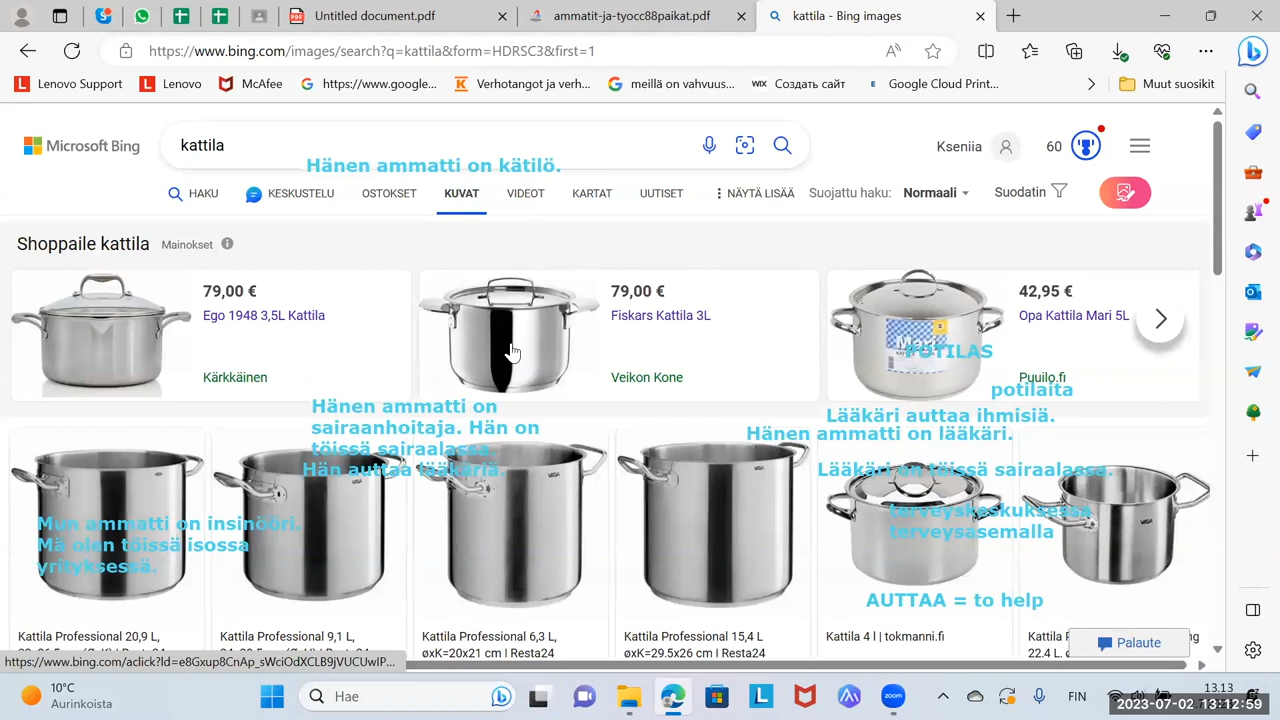 Untitled document.pdf
ammatit-ja-tyocc88paikat.pdf
kattila - Bing images
https://www.bing.com/images/search?q=kattila&form=HDRSC3&first=1
Lenovo Support
Lenovo
McAfee
https://www.google...
Verhotangot ja verh...
meillä on vahvuus...
WIX Создать сайт
Google Cloud Print...
Muut suosikit
Microsoft Bing
kattila
Kseniia
60
Hänen ammatti on kätilö.
HAKU
KESKUSTELU
OSTOKSET
KUVAT
VIDEOT
KARTAT
UUTISET
NÄYTÄ LISÄÄ
Suojattu haku: Normaali
Suodatin
Shoppaile kattila Mainokset
79,00 €
Ego 1948 3,5L Kattila
Kärkkäinen
79,00 €
Fiskars Kattila 3L
Veikon Kone
42,95 €
Opa Kattila Mari 5L
Puuilo.fi
Mari
POTILAS
potilaita
Hänen ammatti on
sairaanhoitaja. Hän on
töissä sairaalassa.
Hän auttaa lääkäriä.
Lääkäri auttaa ihmisiä.
Hänen ammatti on lääkäri.
Lääkäri on töissä sairaalassa.
terveyskeskuksessa
terveysasemalla
Mun ammatti on insinööri.
Mä olen töissä isossa
yrityksessä.
AUTTAA = to help
Kattila Professional 20,9 L,
Kattila Professional 9,1 L,
Kattila Professional 6,3 L,
øxK=20x21 cm | Resta24
Kattila Professional 15,4 L
øxK=29.5x26 cm | Resta24
Kattila 4 l | tokmanni.fi
Palaute
https://www.bing.com/aclick?ld=e8Gxup8CnAp_sWciOdXCLB9jVUCUwIP...
10°C
Aurinkoista
Hae
zoom
FIN
13.13
2023-07-02 13:12:59